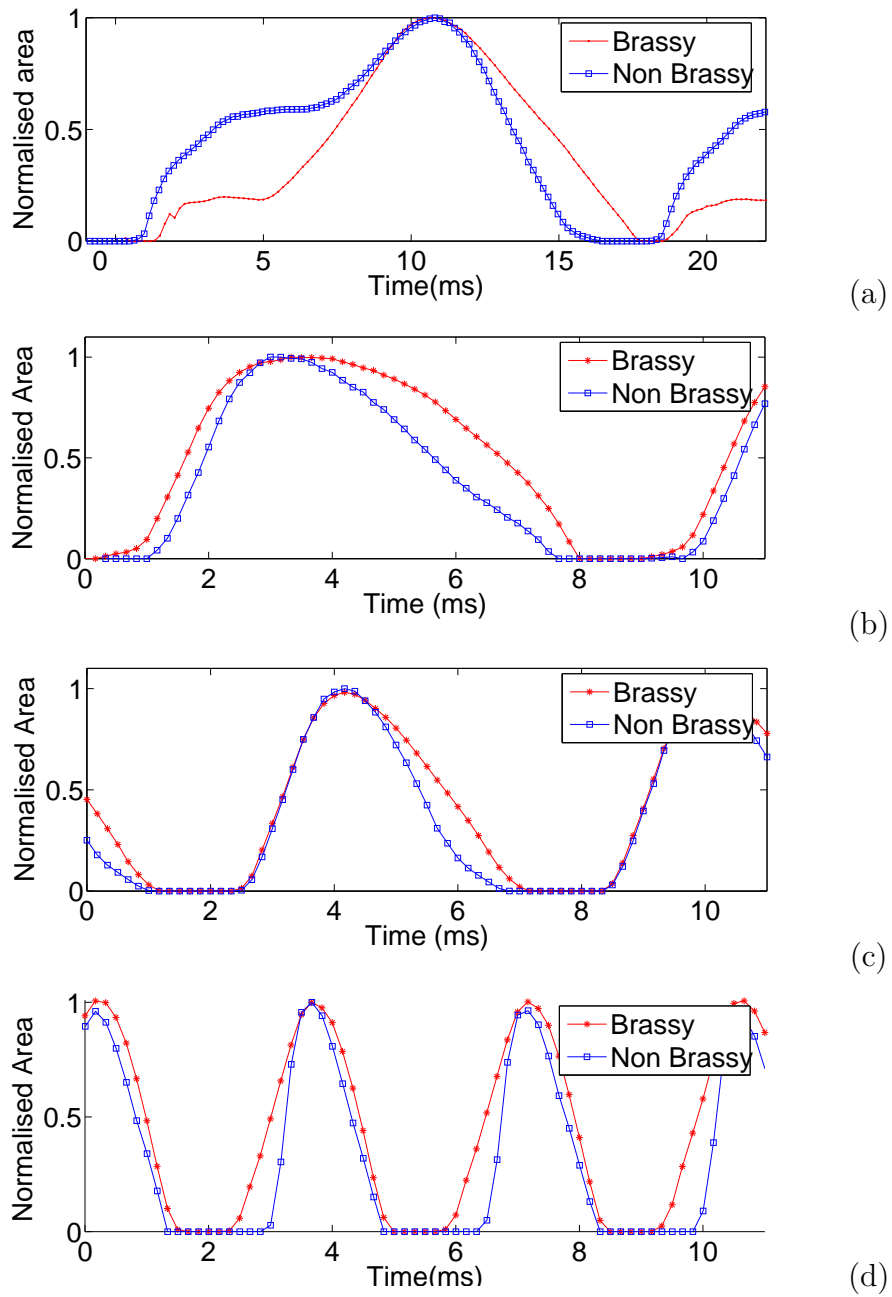 1
0.5
0
Normalised area
Brassy
Non Brassy
0 5 10 15 20
Time(ms)
(a)
1
0.5
0
Normalised Area
Brassy
Non Brassy
0 2 4 6 8 10
Time (ms)
(b)
1
0.5
0
Normalised Area
Brassy
Non Brassy
0 2 4 6 8 10
Time (ms)
(c)
1
0.5
0
Normalised Area
Brassy
Non Brassy
0 2 4 6 8 10
Time(ms)
(d)